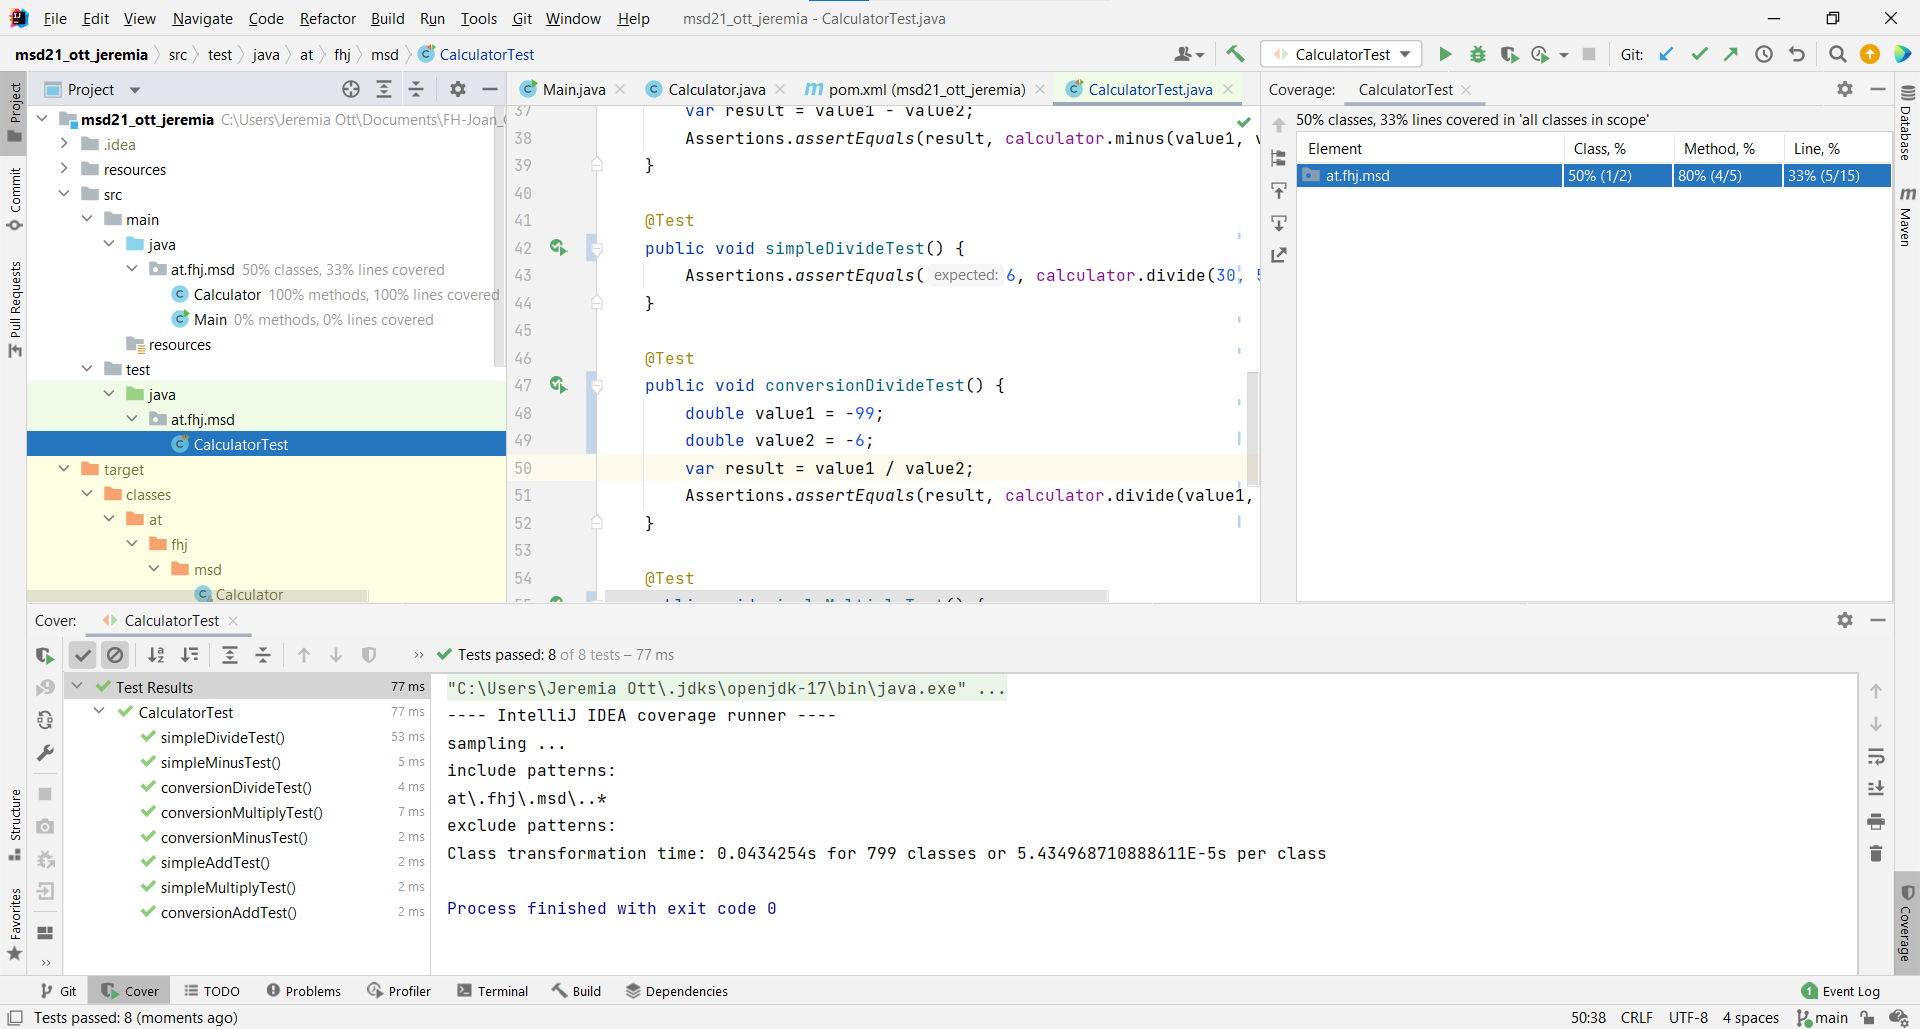 File Edit View Navigate Code Refactor Build Run Tools Git Window Help msd21_ott_jeremia - CalculatorTest.java
msd21_ott_jeremia src test java at fhj msd CalculatorTest
CalculatorTest Git:
Project
Main.java Calculator.java pom.xml (msd21_ott_jeremia) CalculatorTest.java
Coverage: CalculatorTest
Project
Commit
Pull Requests
Structure
Favorites
msd21_ott_jeremia C:\Users\Jeremia Ott\Documents\FH-Joan_
.idea
resources
src
main
java
at.fhj.msd 50% classes, 33% lines covered
Calculator 100% methods, 100% lines covered
Main 0% methods, 0% lines covered
resources
test
java
at.fhj.msd
CalculatorTest
target
classes
at
fhj
msd
Calculator
37 var result = value1 - value2;
38 Assertions.assertEquals(result, calculator.minus(value1, v
39 }
40
41 @Test
42 public void simpleDivideTest() {
43 Assertions.assertEquals( expected: 6, calculator.divide(30, 5
44 }
45
46 @Test
47 public void conversionDivideTest() {
48 double value1 = -99;
49 double value2 = -6;
50 var result = value1 / value2;
51 Assertions.assertEquals(result, calculator.divide(value1,
52 }
53
54 @Test
50% classes, 33% lines covered in 'all classes in scope'
Element Class, % Method, % Line, %
at.fhj.msd 50% (1/2) 80% (4/5) 33% (5/15)
Database
Maven
Coverage
Cover: CalculatorTest
Tests passed: 8 of 8 tests – 77 ms
Test Results 77 ms
CalculatorTest 77 ms
simpleDivideTest() 53 ms
simpleMinusTest() 5 ms
conversionDivideTest() 4 ms
conversionMultiplyTest() 7 ms
conversionMinusTest() 2 ms
simpleAddTest() 2 ms
simpleMultiplyTest() 2 ms
conversionAddTest() 2 ms
"C:\Users\Jeremia Ott\.jdks\openjdk-17\bin\java.exe" ...
---- IntelliJ IDEA coverage runner ----
sampling ...
include patterns:
at\.fhj\.msd\..*
exclude patterns:
Class transformation time: 0.0434254s for 799 classes or 5.434968710888611E-5s per class
Process finished with exit code 0
Git Cover TODO Problems Profiler Terminal Build Dependencies 1 Event Log
Tests passed: 8 (moments ago) 50:38 CRLF UTF-8 4 spaces main